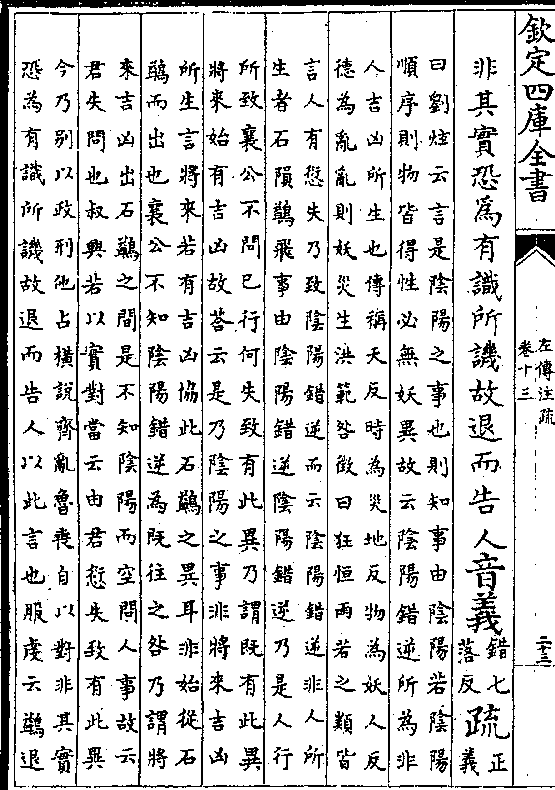 欽定四庫全書
左傳注疏
卷十三
二十三
非其實恐為有識所譏故退而告人音義錯七落反疏正義
曰劉炫云言是陰陽之事也則知事由陰陽若陰陽
順序則物皆得性必無妖異故云陰陽錯逆所為非
人吉凶所生也傳稱天反時為災地反物為妖人反
德為亂亂則妖災生洪範咎徵曰狂恒雨若之類皆
言人有愆失乃致陰陽錯逆而云陰陽錯逆非人所
生者石隕鷁飛事由陰陽錯逆陰陽錯逆乃是人行
所致襄公不問已行何失致有此異乃謂既有此異
將來始有吉凶故荅云是乃陰陽之事非將來吉凶
所生言將來若有吉凶協此石鷁之異耳非始從石
鷁而出也襄公不知陰陽錯逆為既往之咎乃謂將
來吉凶出石鷁之間是不知陰陽而空問人事故云
君失問也叔興若以實對當云由君愆失致有此異
今乃别以政刑他占橫說齊亂魯喪自以對非其實
恐為有識所譏故退而告人以此言也服虔云鷁退